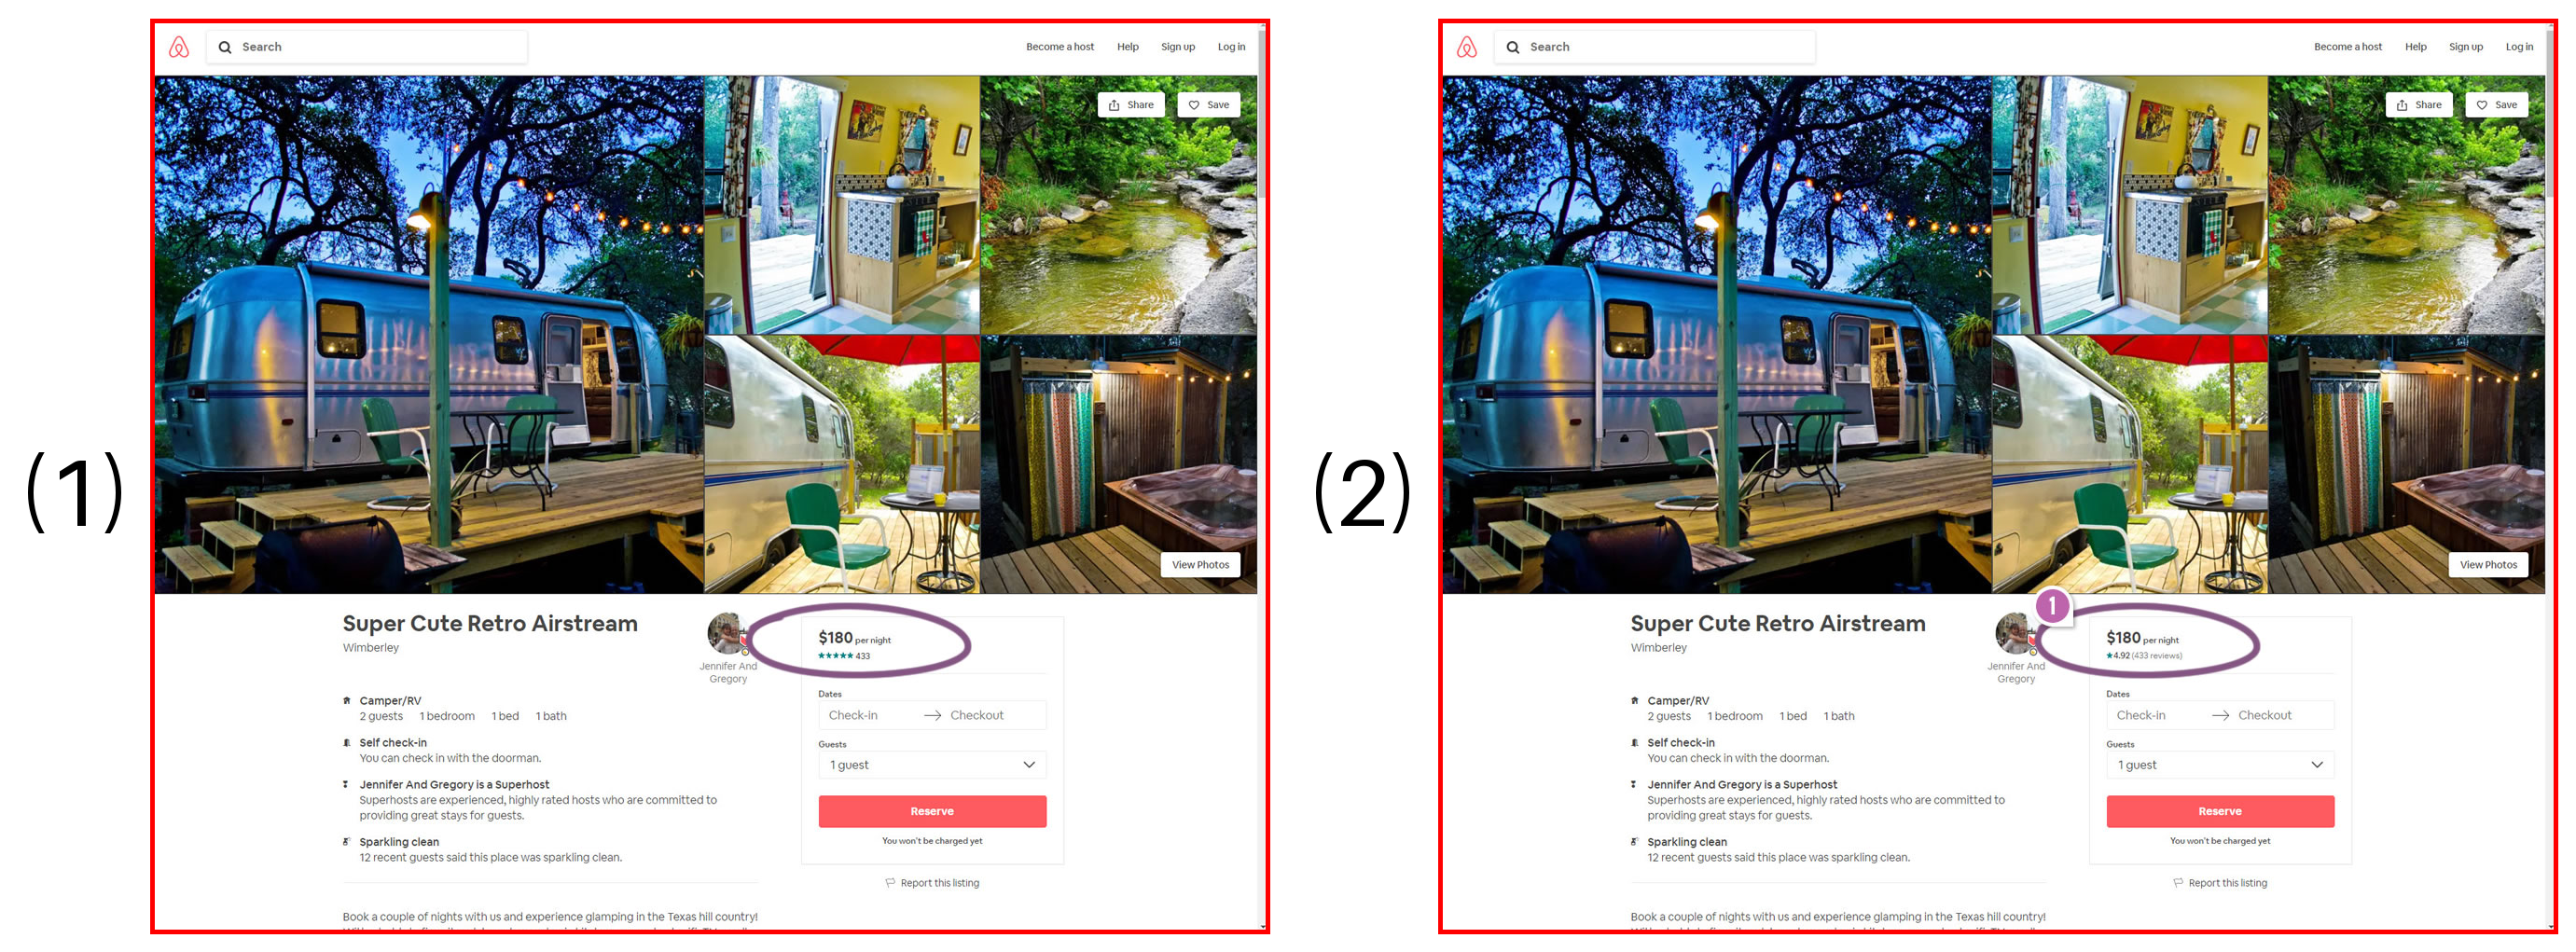 (1)
Search
Become a host Help Sign up Log in
Share Save
View Photos
Super Cute Retro Airstream
Wimberley
Jennifer And
Gregory
$180 per night
★★★★★ 433
Camper/RV
2 guests 1 bedroom 1 bed 1 bath
Self check-in
You can check in with the doorman.
Jennifer And Gregory is a Superhost
Superhosts are experienced, highly rated hosts who are committed to
providing great stays for guests.
Sparkling clean
12 recent guests said this place was sparkling clean.
Book a couple of nights with us and experience glamping in the Texas hill country!
Dates
Check-in → Checkout
Guests
1 guest
Reserve
You won't be charged yet
Report this listing
(2)
Search
Become a host Help Sign up Log in
Share Save
View Photos
Super Cute Retro Airstream
Wimberley
Jennifer And
Gregory
1
$180 per night
★4.92 (433 reviews)
Camper/RV
2 guests 1 bedroom 1 bed 1 bath
Self check-in
You can check in with the doorman.
Jennifer And Gregory is a Superhost
Superhosts are experienced, highly rated hosts who are committed to
providing great stays for guests.
Sparkling clean
12 recent guests said this place was sparkling clean.
Book a couple of nights with us and experience glamping in the Texas hill country!
Dates
Check-in → Checkout
Guests
1 guest
Reserve
You won't be charged yet
Report this listing